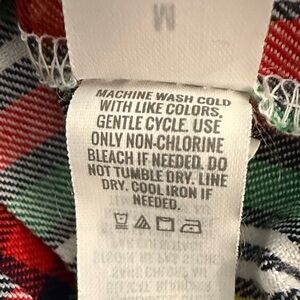 M
MACHINE WASH COLD
WITH LIKE COLORS.
GENTLE CYCLE. USE
ONLY NON-CHLORINE
BLEACH IF NEEDED. DO
NOT TUMBLE DRY. LINE
DRY. COOL IRON IF
NEEDED.